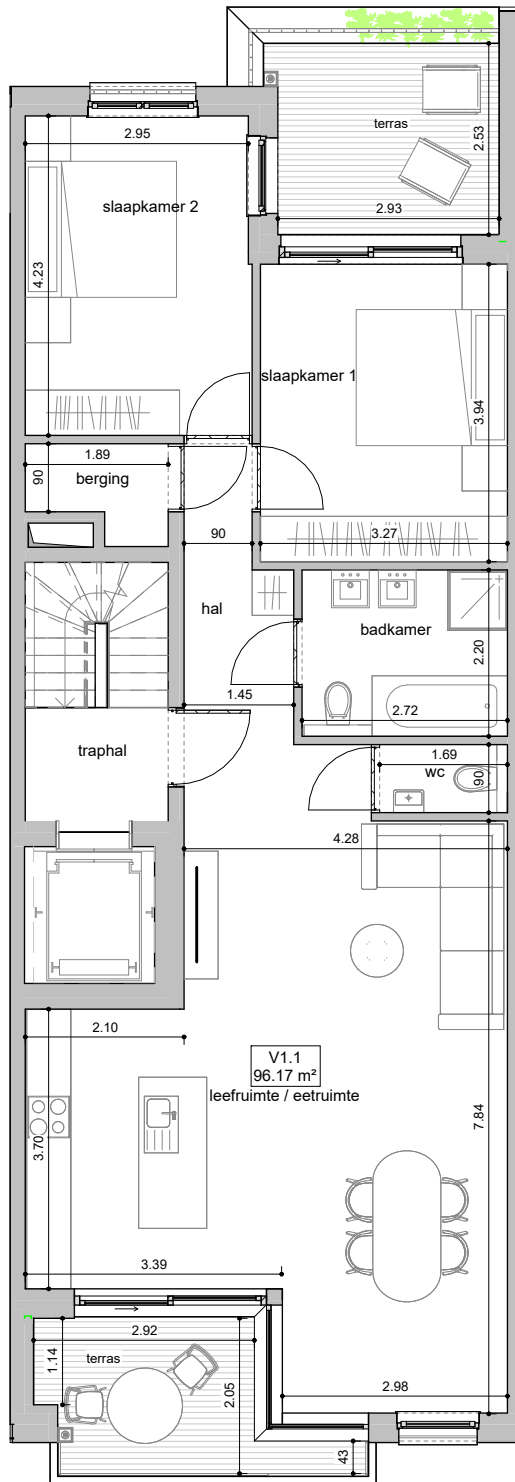 terras
2.53
2.95
2.93
slaapkamer 2
4.23
slaapkamer 1
3.94
1.89
berging
90
90
3.27
hal
badkamer
2.20
1.45
2.72
traphal
1.69
wc
90
4.28
2.10
V1.1
96.17 m²
leefruimte / eetruimte
7.84
3.70
3.39
2.92
terras
1.14
2.05
2.98
43